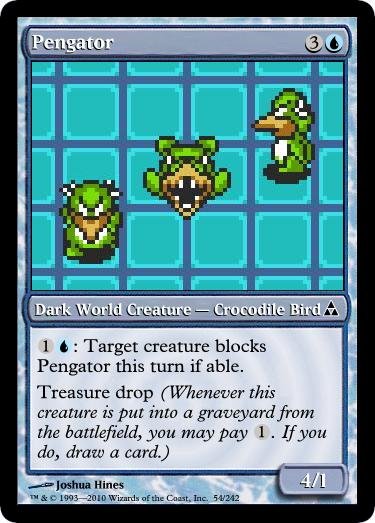 Pengator 3
Dark World Creature — Crocodile Bird
1 : Target creature blocks
Pengator this turn if able.
Treasure drop (Whenever this
creature is put into a graveyard from
the battlefield, you may pay 1. If you
do, draw a card.)
4/1
Joshua Hines
™ & © 1993—2010 Wizards of the Coast, Inc. 54/242